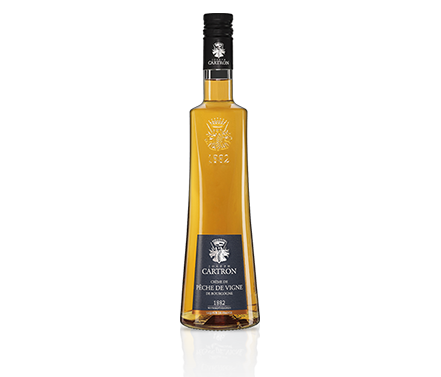 CARTRON
1882
JOSEPH
CARTRON
CRÈME DE
PÊCHE DE VIGNE
DE BOURGOGNE
1882